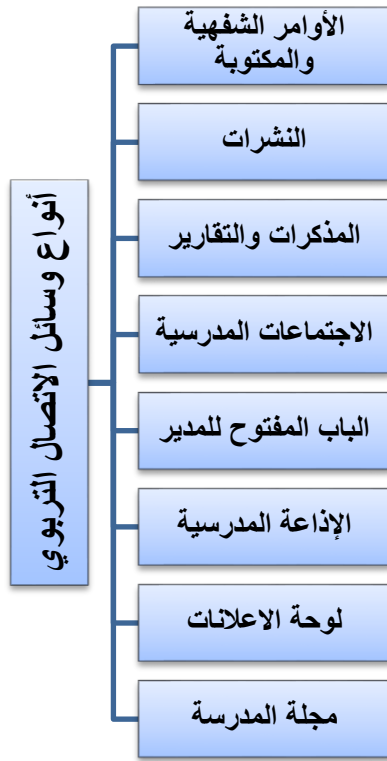 أنواع وسائل الاتصال التربوي
الأوامر الشفهية
والمكتوبة
النشرات
المذكرات والتقارير
الاجتماعات المدرسية
الباب المفتوح للمدير
الإذاعة المدرسية
لوحة الاعلانات
مجلة المدرسة